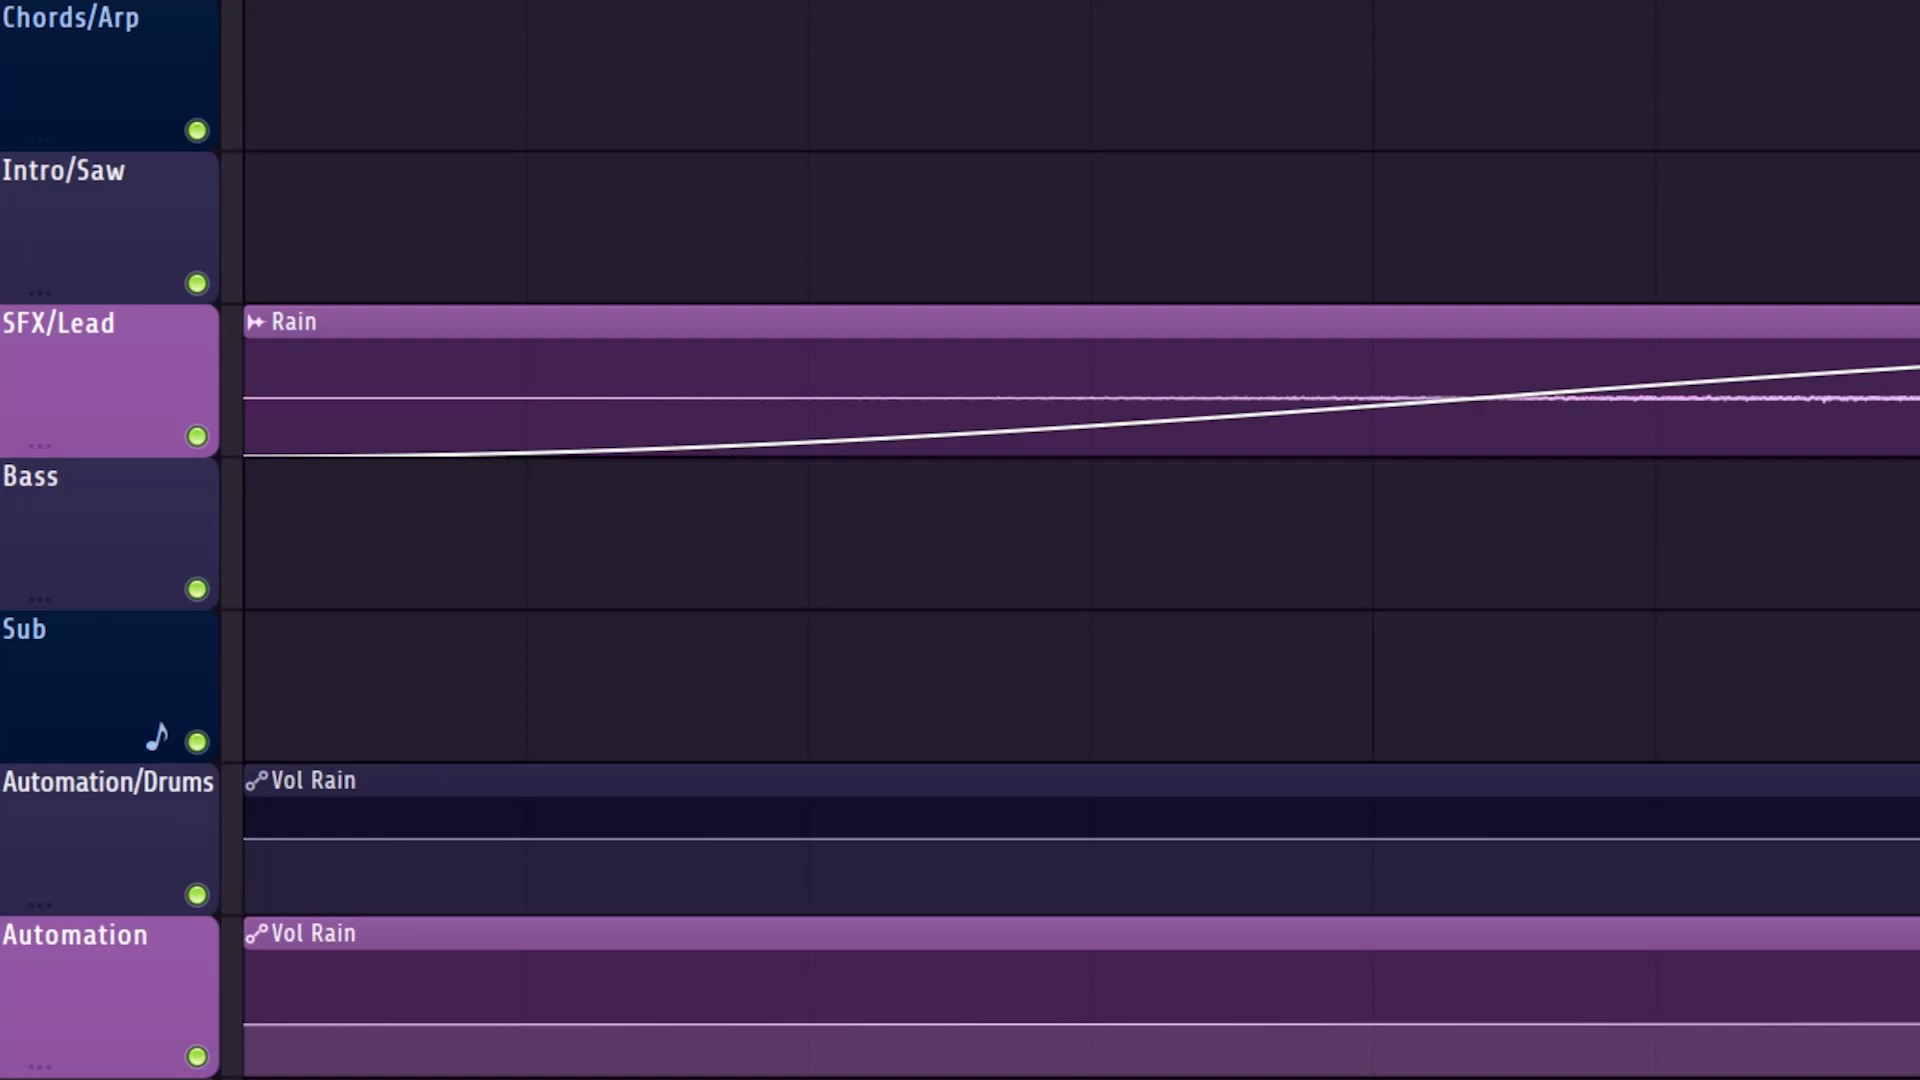 Chords/Arp
Intro/Saw
SFX/Lead
Rain
Bass
Sub
Automation/Drums
Vol Rain
Automation
Vol Rain